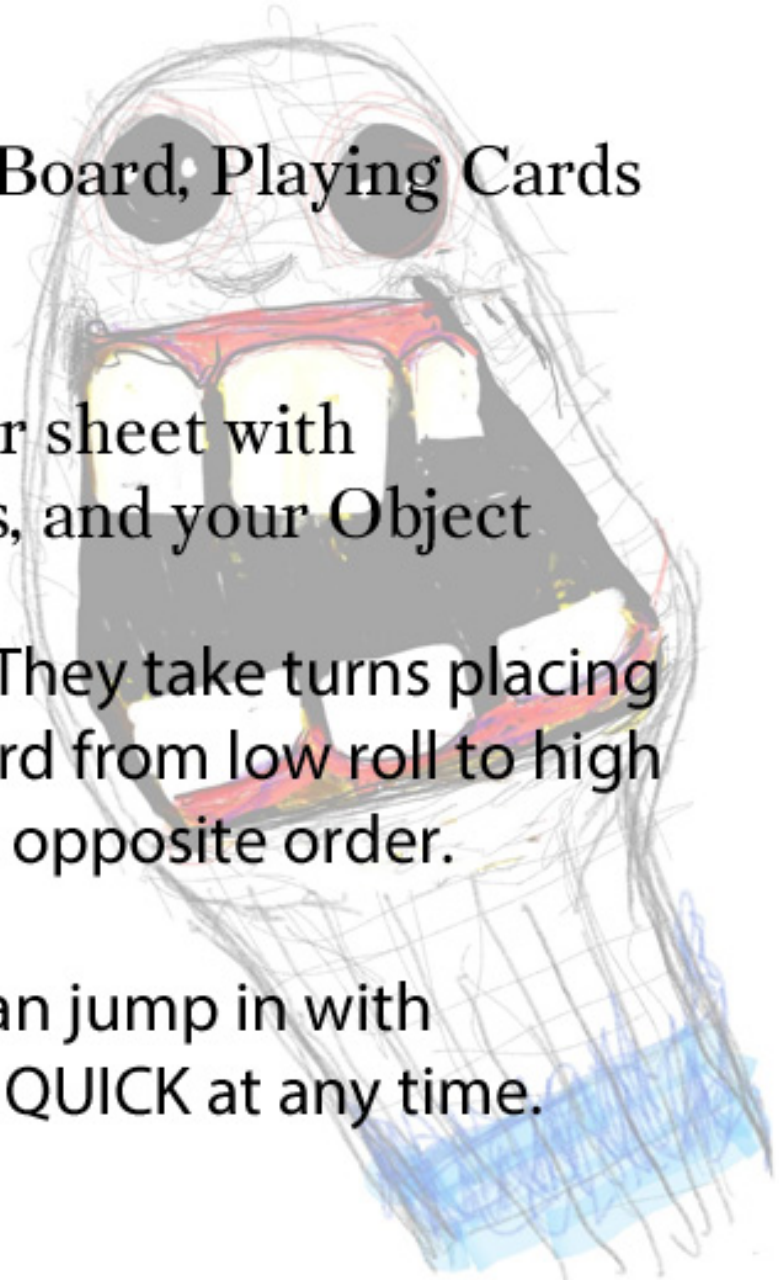 Board, Playing Cards
r sheet with
s, and your Object
They take turns placing
rd from low roll to high
opposite order.
an jump in with
QUICK at any time.